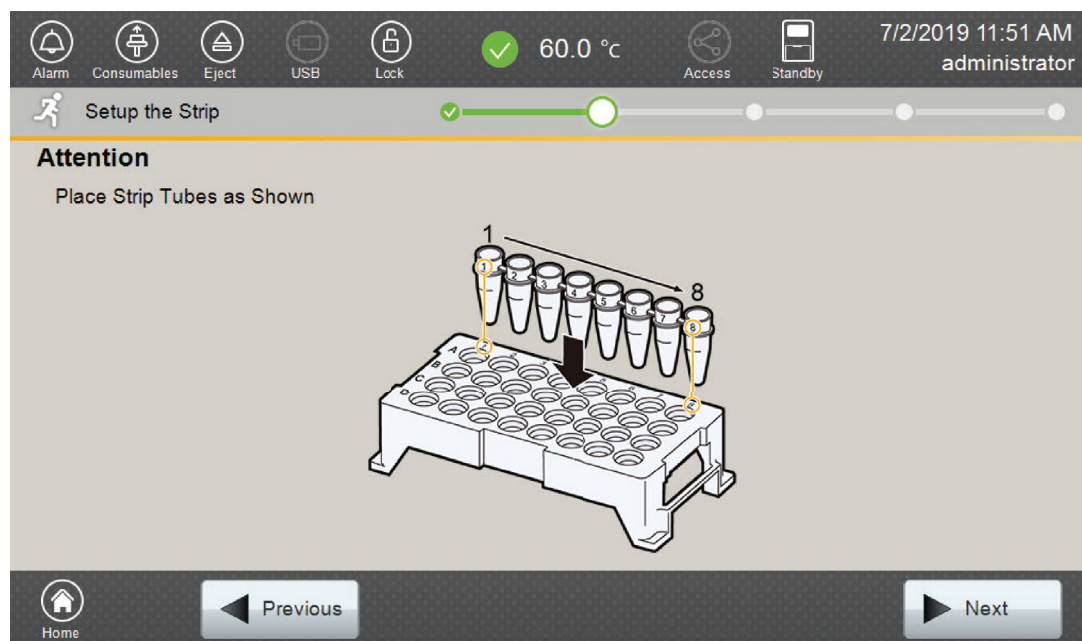 Alarm
Consumables
Eject
USB
Lock
60.0 °c
Access
Standby
7/2/2019 11:51 AM
administrator
Setup the Strip
Attention
Place Strip Tubes as Shown
1
8
1 2 3 4 5 6 7 8
A
B
C
D
Previous
Next
Home